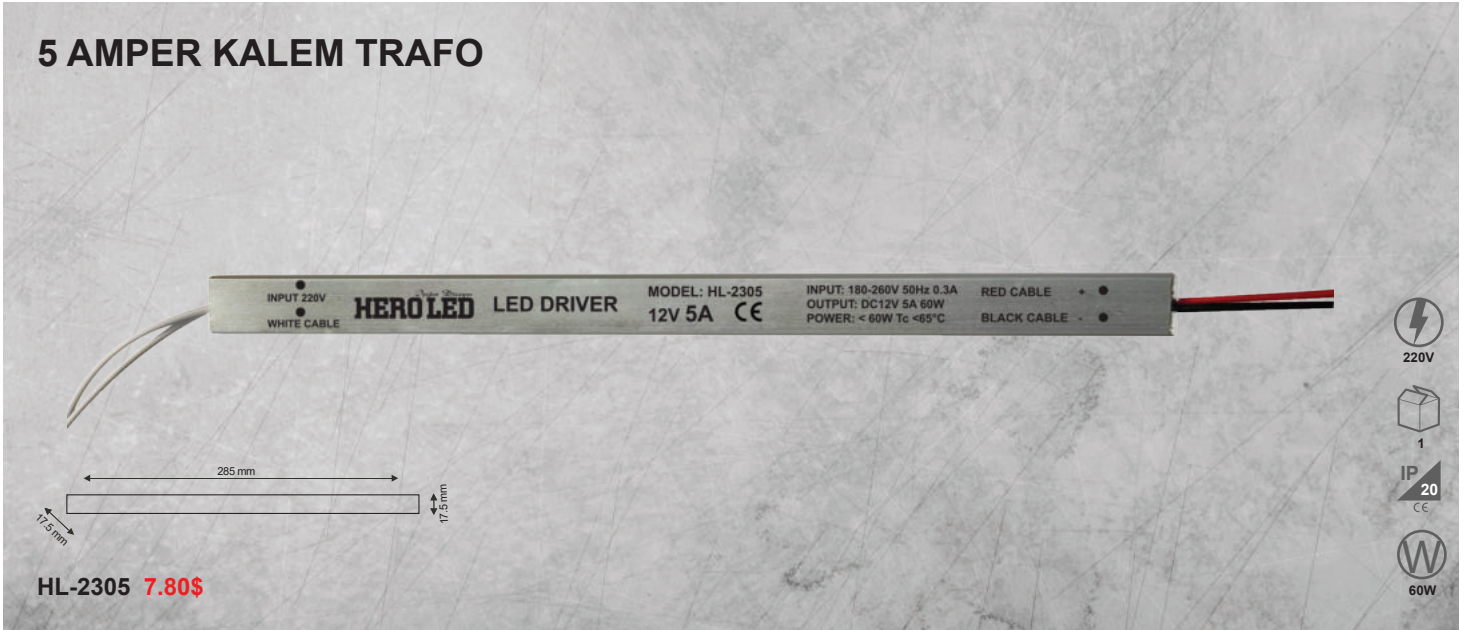 5 AMPER KALEM TRAFO
INPUT 220V
WHITE CABLE
HERO LED
LED DRIVER
MODEL: HL-2305
12V 5A CE
INPUT: 180-260V 50Hz 0.3A
OUTPUT: DC12V 5A 60W
POWER: < 60W Tc <65°C
RED CABLE +
BLACK CABLE -
220V
1
IP 20
CE
W
60W
285 mm
17.5 mm
17.5 mm
HL-2305 7.80$